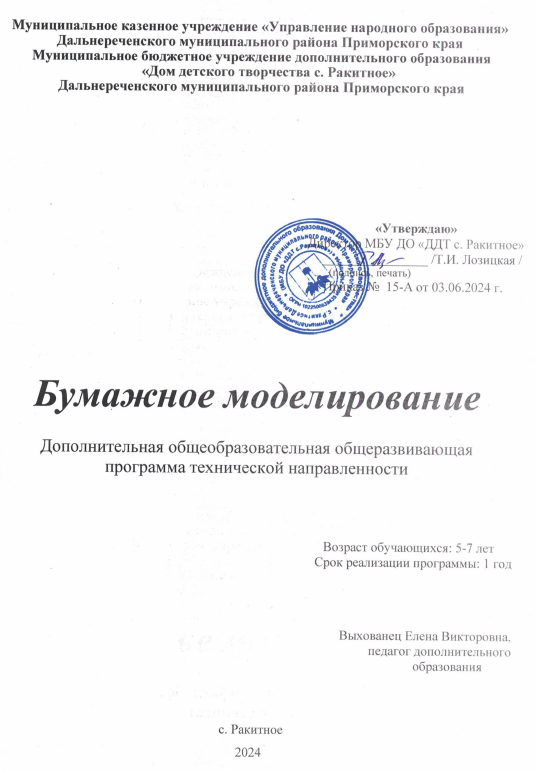 Муниципальное казенное учреждение «Управление народного образования»
Дальнереченского муниципального района Приморского края
Муниципальное бюджетное учреждение дополнительного образования
«Дом детского творчества с. Ракитное»
Дальнереченского муниципального района Приморского края
«Утверждаю»
Директор МБУ ДО «ДДТ с. Ракитное»
/Т.И. Лозицкая /
(подпись, печать)
Приказ № 15-А от 03.06.2024 г.
Бумажное моделирование
Дополнительная общеобразовательная общеразвивающая
программа технической направленности
Возраст обучающихся: 5-7 лет
Срок реализации программы: 1 год
Выхованец Елена Викторовна,
педагог дополнительного
образования
с. Ракитное
2024